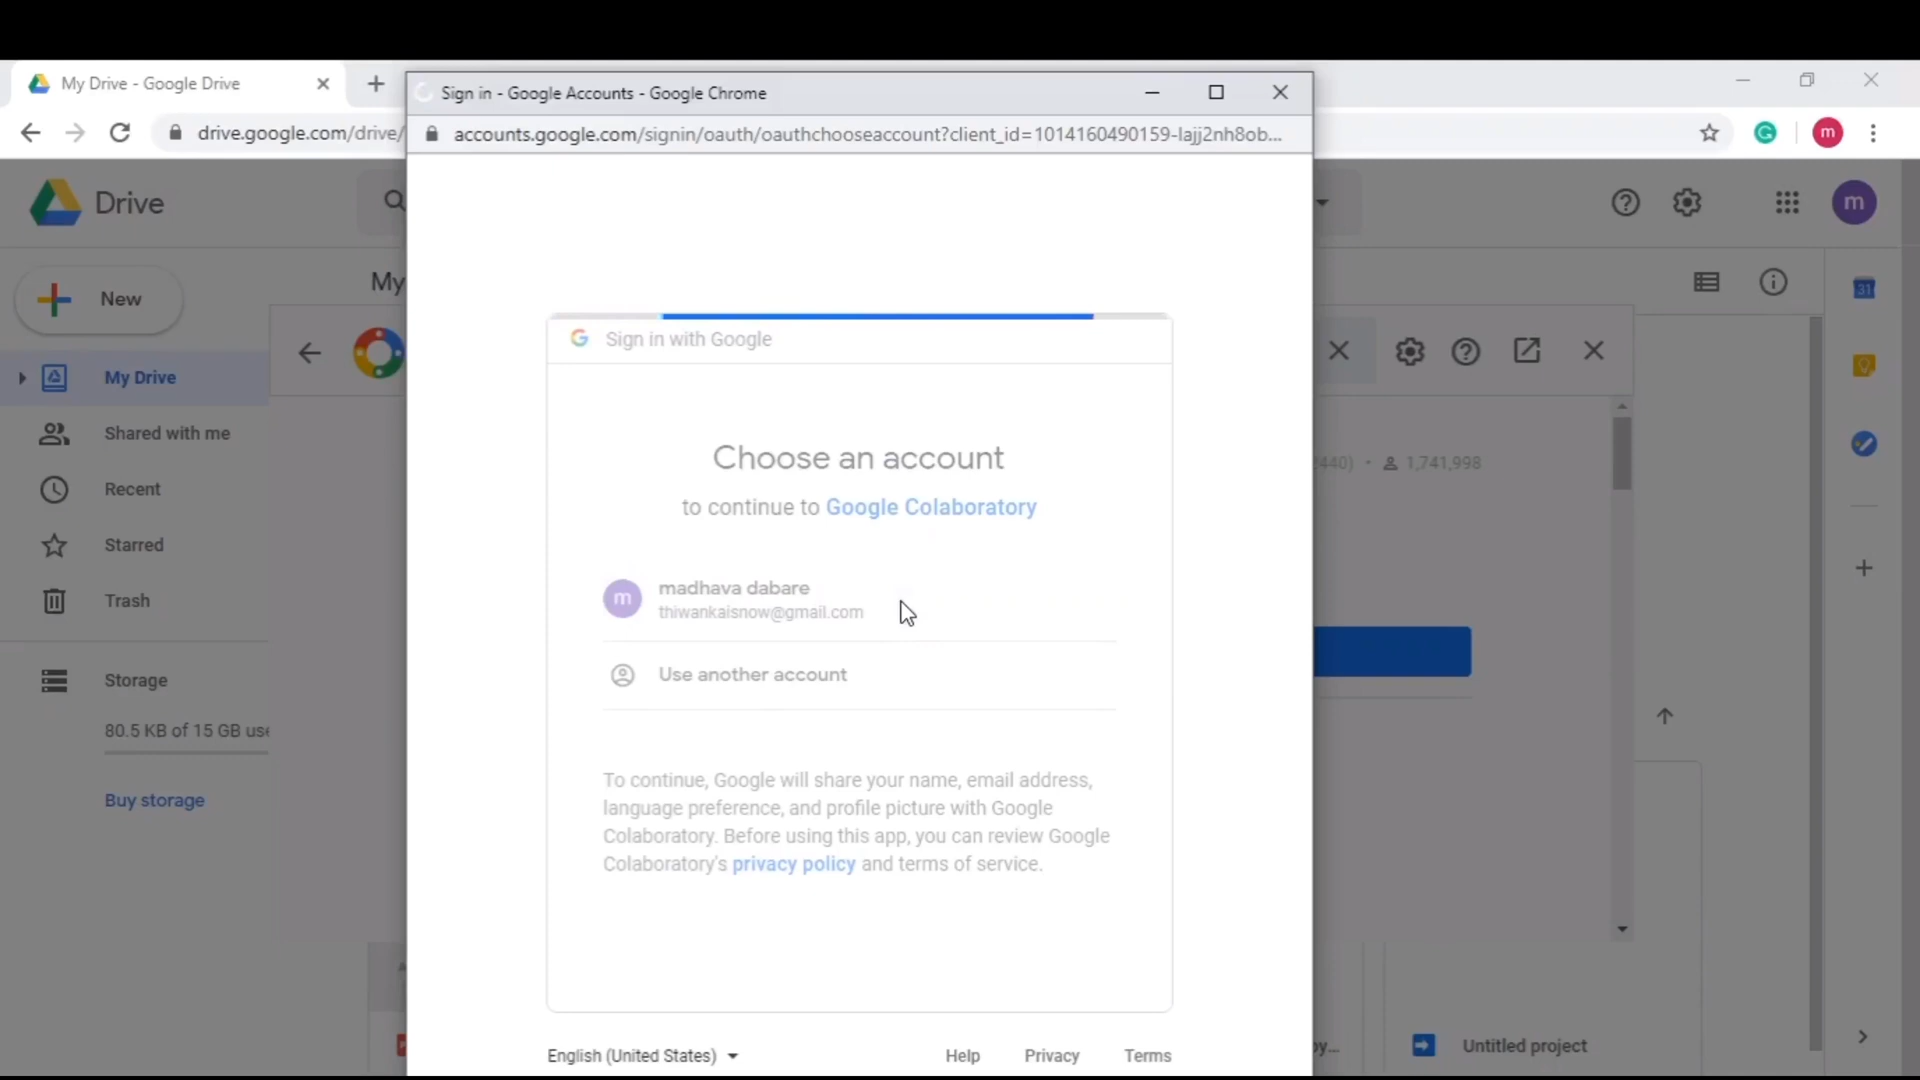 My Drive - Google Drive
Sign in - Google Accounts - Google Chrome
drive.google.com/drive/
accounts.google.com/signin/oauth/oauthchooseaccount?client_id=1014160490159-lajj2nh8ob...
m
Drive
m
New
My
31
Sign in with Google
My Drive
Shared with me
Recent
Starred
Trash
Storage
80.5 KB of 15 GB use
Buy storage
Choose an account
to continue to Google Colaboratory
2440) · 1,741,998
m
madhava dabare
thiwankaisnow@gmail.com
Use another account
To continue, Google will share your name, email address,
language preference, and profile picture with Google
Colaboratory. Before using this app, you can review Google
Colaboratory's privacy policy and terms of service.
English (United States)
Help
Privacy
Terms
by...
Untitled project